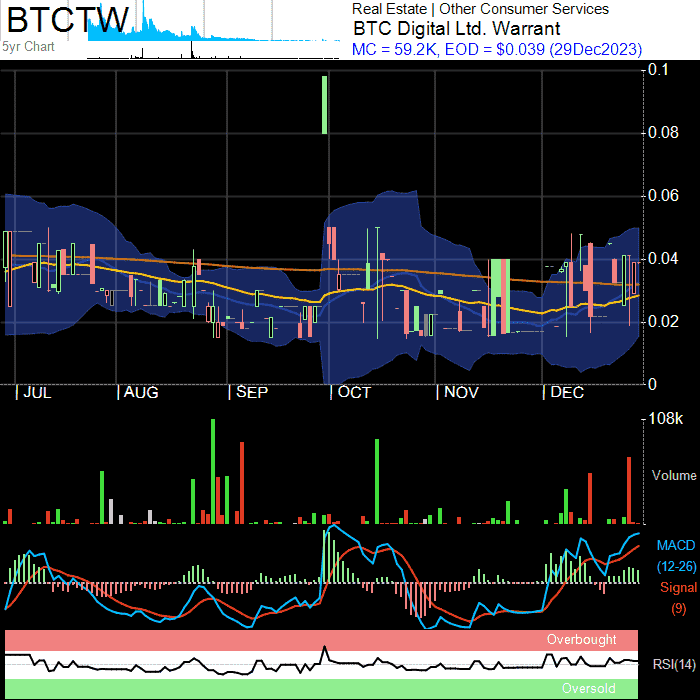 BTCTW
5yr Chart
Real Estate | Other Consumer Services
BTC Digital Ltd. Warrant
MC = 59.2K, EOD = $0.039 (29Dec2023)
0.1
0.08
0.06
0.04
0.02
0
| JUL | AUG | SEP | OCT | NOV | DEC
108k
Volume
MACD
(12-26)
Signal
(9)
Overbought
RSI(14)
Oversold